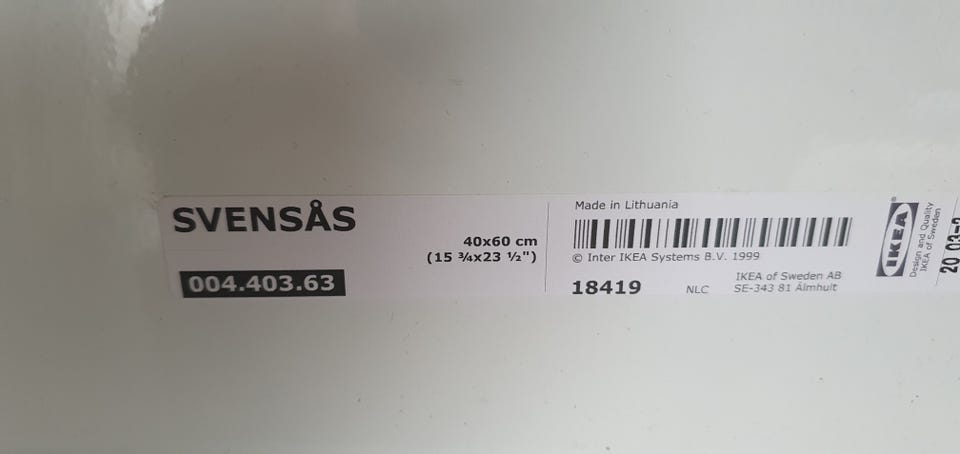 SVENSÅS
40x60 cm
(15 ¾x23 ½")
004.403.63
Made in Lithuania
© Inter IKEA Systems B.V. 1999
18419
NLC
IKEA of Sweden AB
SE-343 81 Älmhult
IKEA®
Design and Quality
IKEA of Sweden